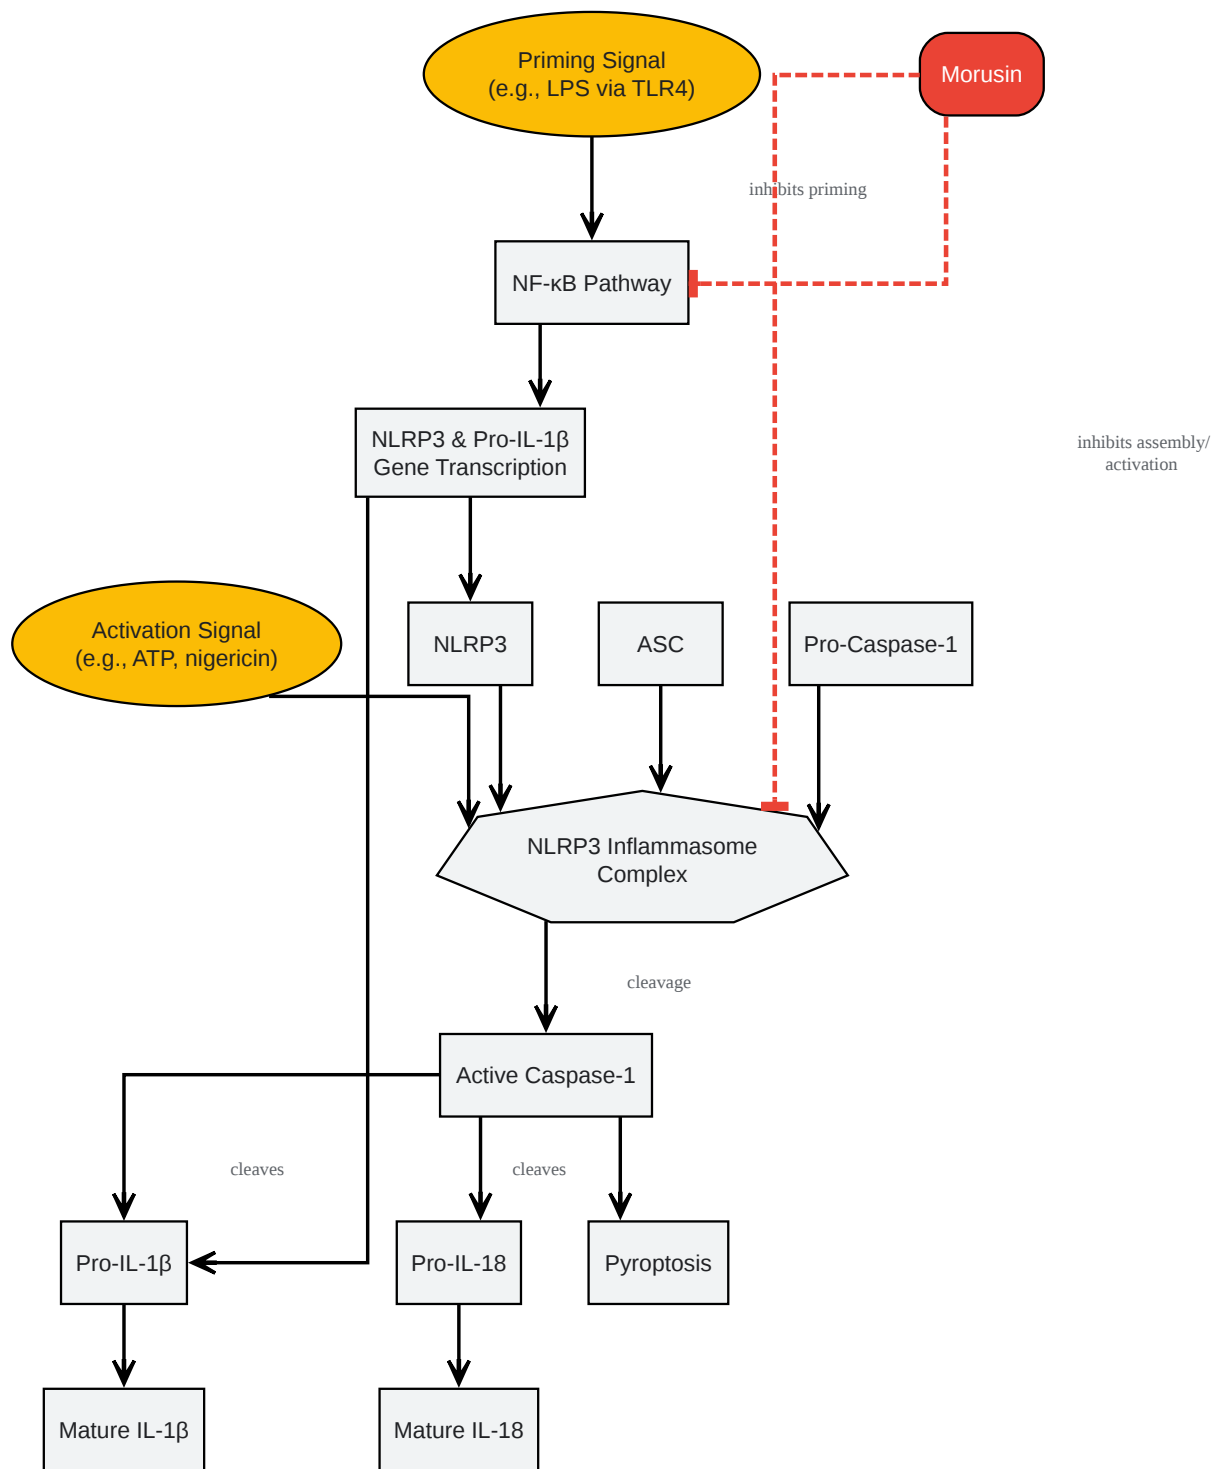 Priming Signal
(e.g., LPS via TLR4)
Morusin
inhibits priming
NF-κB Pathway
NLRP3 & Pro-IL-1β
Gene Transcription
inhibits assembly/
activation
Activation Signal
(e.g., ATP, nigericin)
NLRP3
ASC
Pro-Caspase-1
NLRP3 Inflammasome
Complex
cleavage
Active Caspase-1
cleaves
cleaves
Pro-IL-1β
Pro-IL-18
Pyroptosis
Mature IL-1β
Mature IL-18